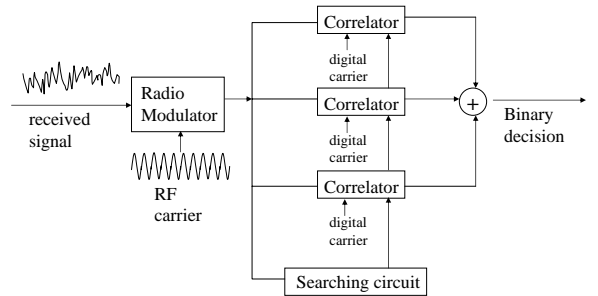 Correlator
digital
carrier
Radio
Modulator
received
signal
RF
carrier
Correlator
+
Binary
decision
digital
carrier
Correlator
digital
carrier
Searching circuit